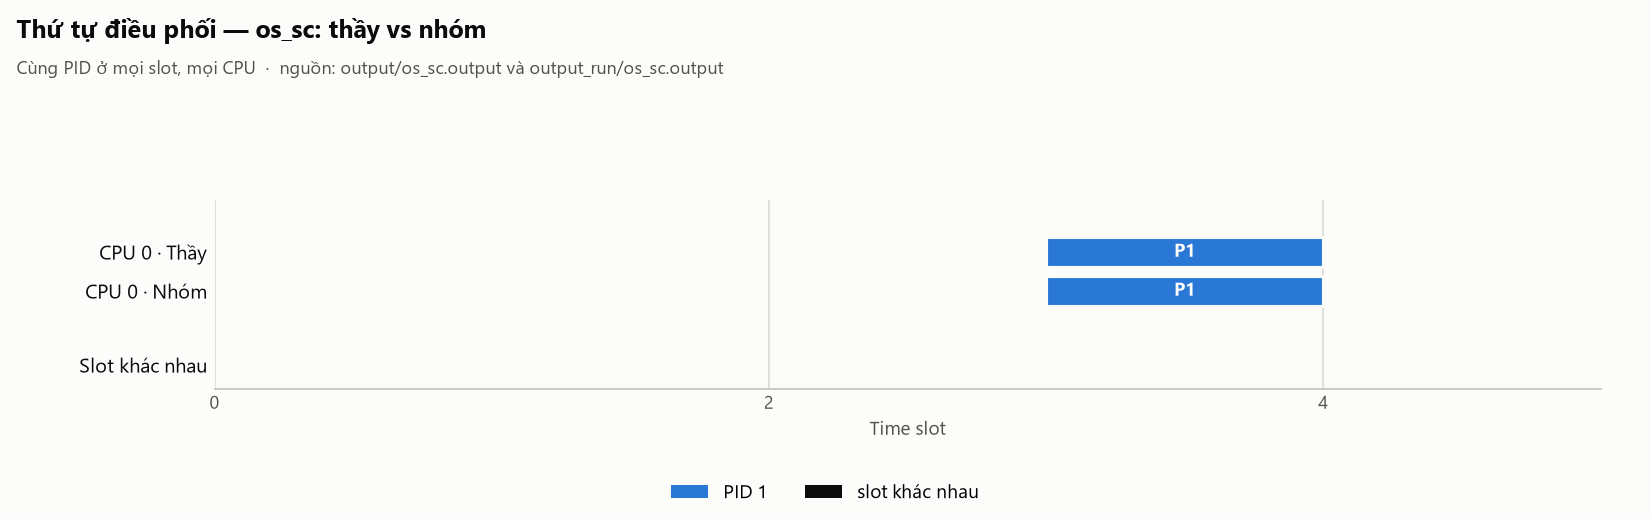 Thứ tự điều phối — os_sc: thầy vs nhóm
Cùng PID ở mọi slot, mọi CPU · nguồn: output/os_sc.output và output_run/os_sc.output
CPU 0 · Thầy
P1
CPU 0 · Nhóm
P1
Slot khác nhau
0 2 4
Time slot
PID 1 slot khác nhau